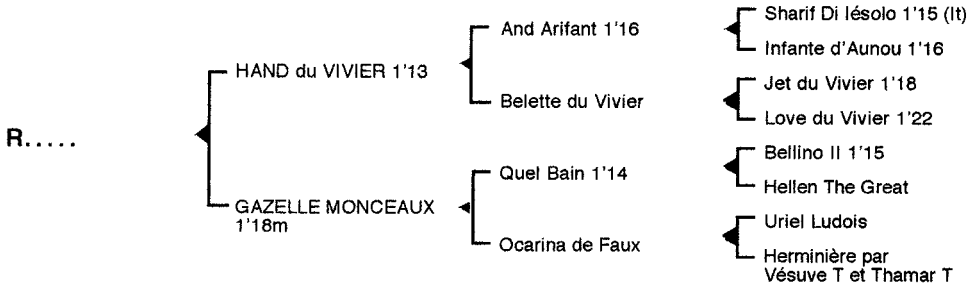 R.....
HAND du VIVIER 1'13
GAZELLE MONCEAUX
1'18m
And Arifant 1'16
Belette du Vivier
Quel Bain 1'14
Ocarina de Faux
Sharif Di Iésolo 1'15 (It)
Infante d'Aunou 1'16
Jet du Vivier 1'18
Love du Vivier 1'22
Bellino II 1'15
Hellen The Great
Uriel Ludois
Herminière par
Vésuve T et Thamar T